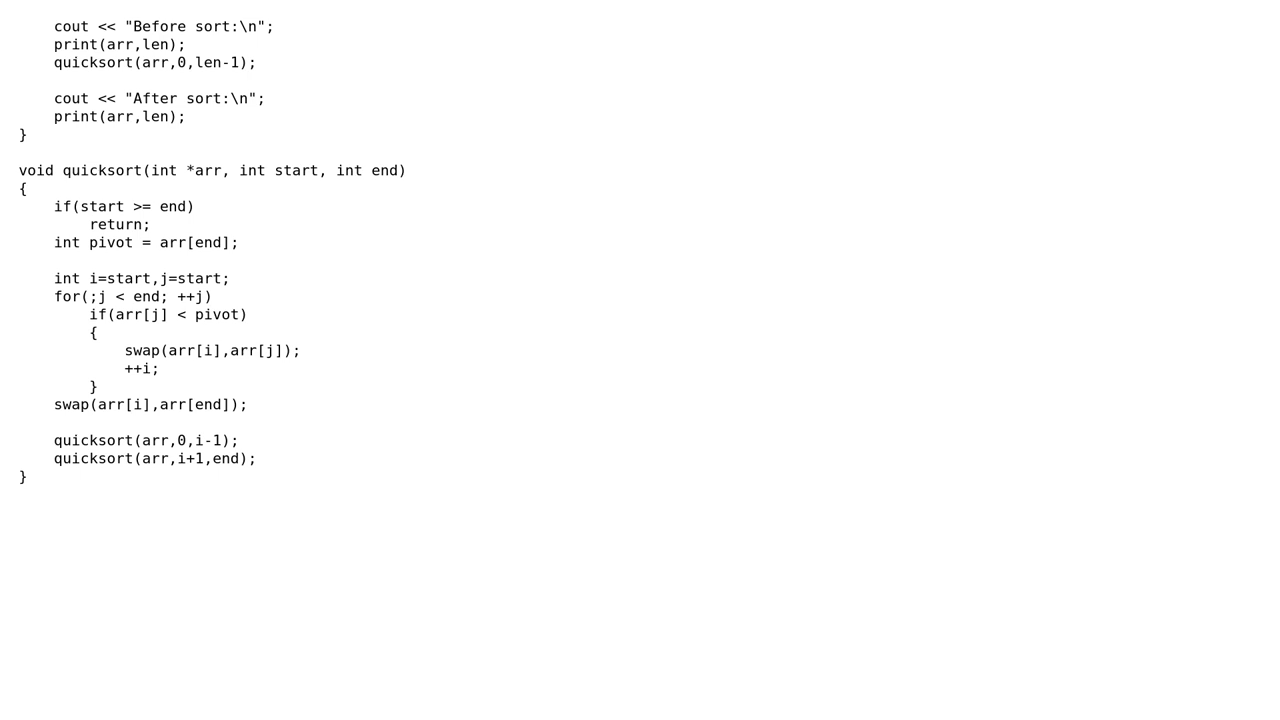 cout << "Before sort:\n";
    print(arr,len);
    quicksort(arr,0,len-1);

    cout << "After sort:\n";
    print(arr,len);
}

void quicksort(int *arr, int start, int end)
{
    if(start >= end)
        return;
    int pivot = arr[end];

    int i=start,j=start;
    for(;j < end; ++j)
        if(arr[j] < pivot)
        {
            swap(arr[i],arr[j]);
            ++i;
        }
    swap(arr[i],arr[end]);

    quicksort(arr,0,i-1);
    quicksort(arr,i+1,end);
}